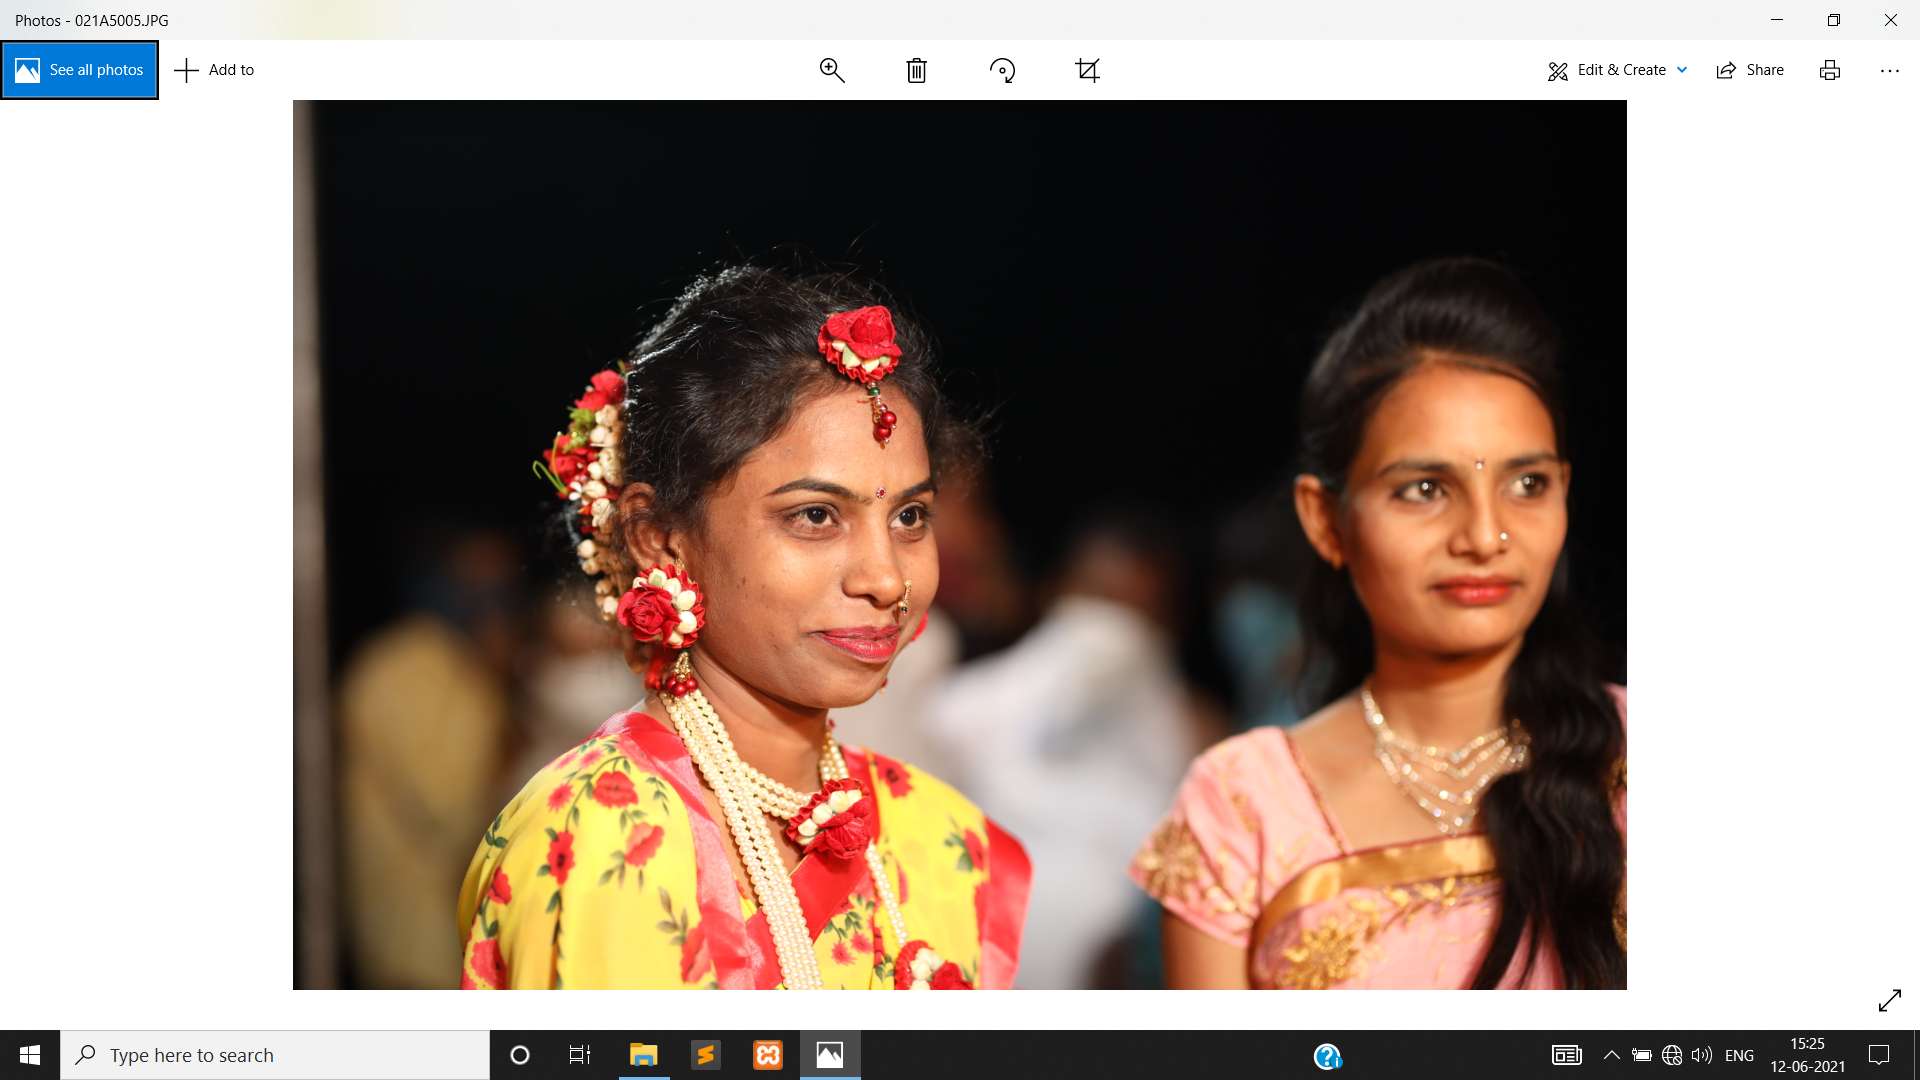 Photos - 021A5005.JPG
See all photos
Add to
Edit & Create
Share
Type here to search
ENG
15:25
12-06-2021